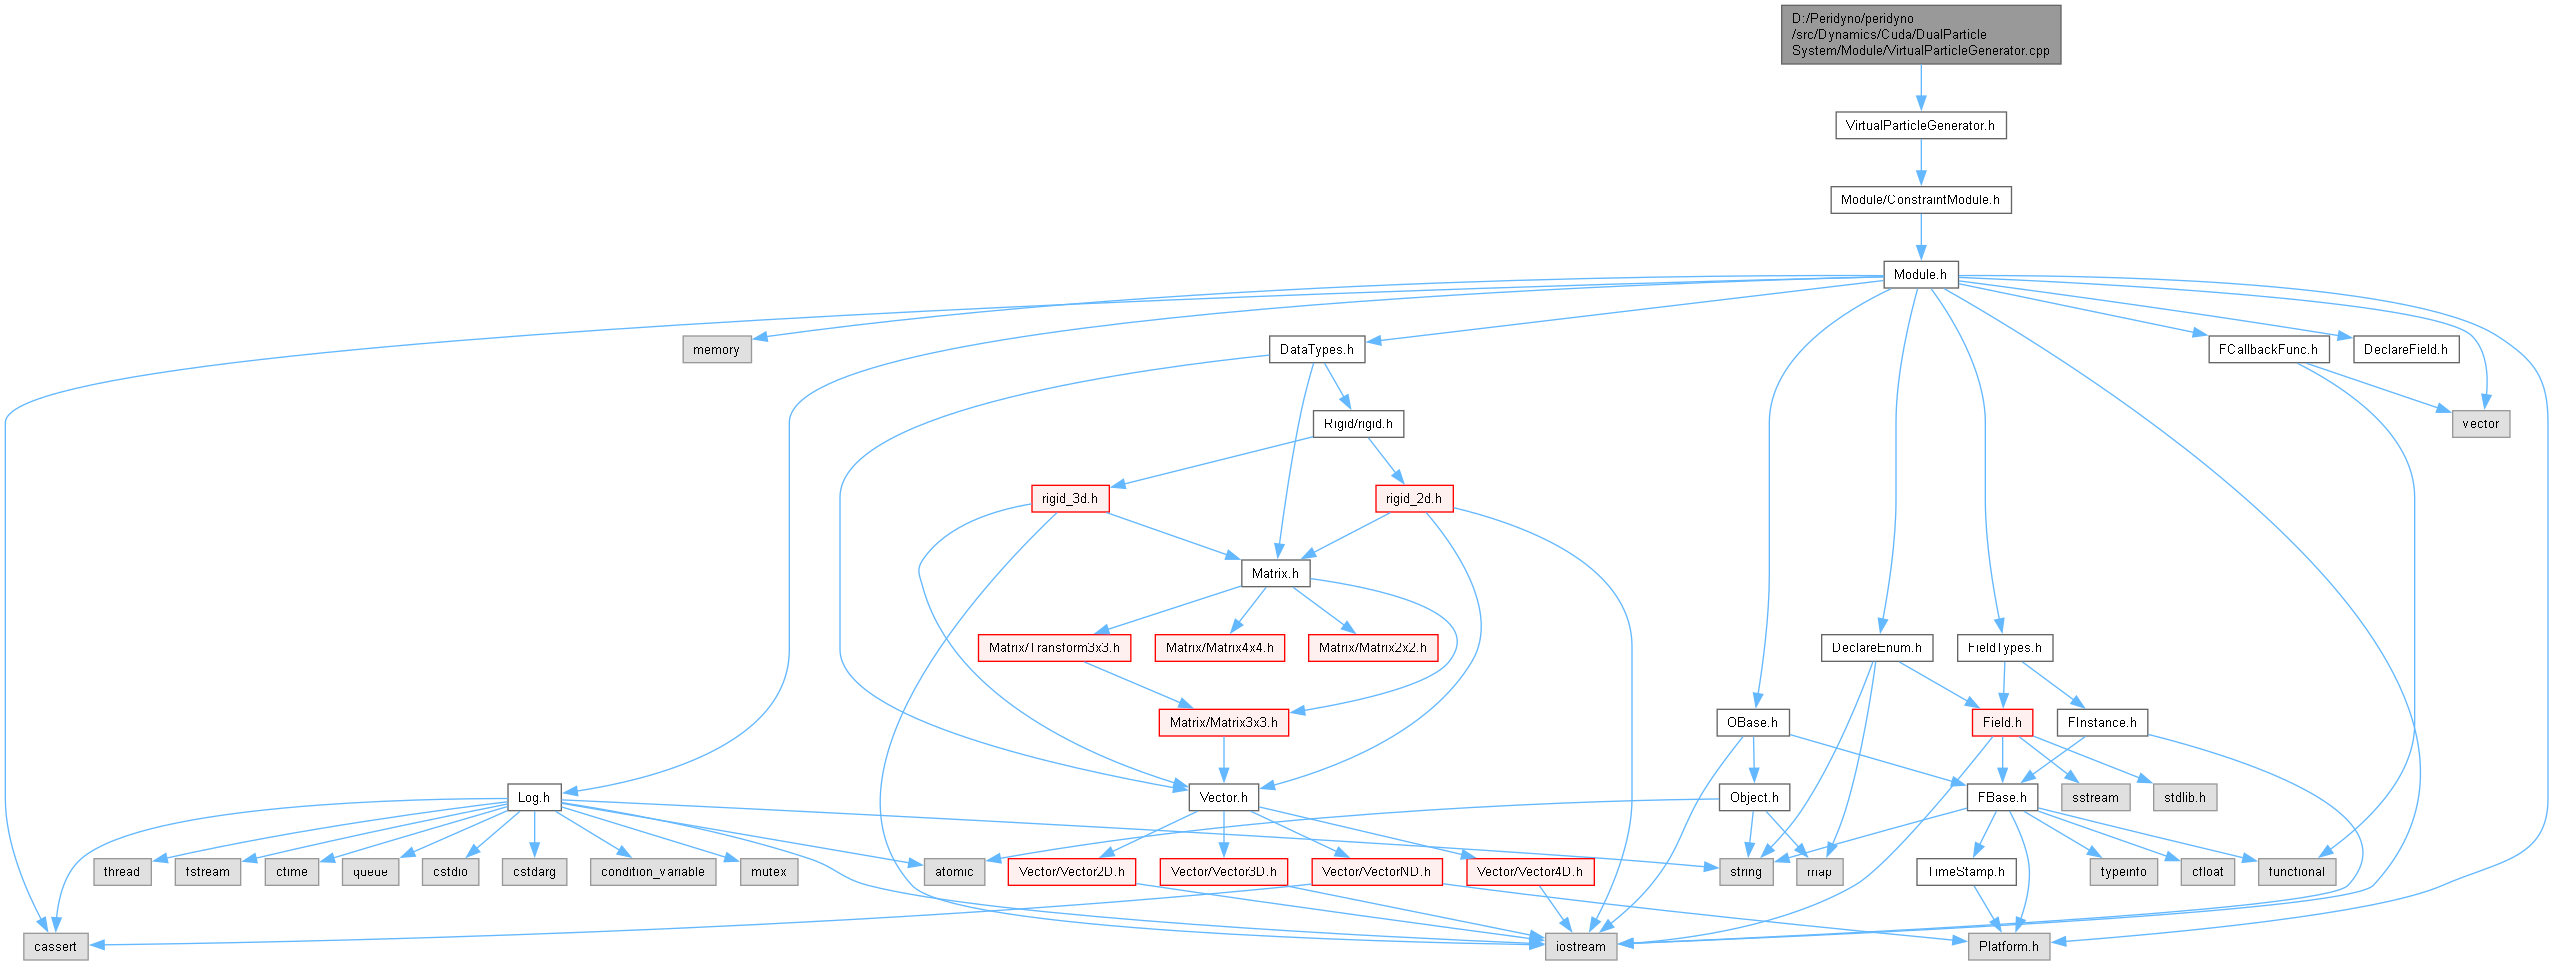 D:/Peridyno/peridyno
/src/Dynamics/Cuda/DualParticle
System/Module/VirtualParticleGenerator.cpp
VirtualParticleGenerator.h
Module/ConstraintModule.h
Module.h
memory
DataTypes.h
FCallbackFunc.h
DeclareField.h
Rigid/rigid.h
vector
rigid_3d.h
rigid_2d.h
Matrix.h
Matrix/Transform3x3.h
Matrix/Matrix4x4.h
Matrix/Matrix2x2.h
DeclareEnum.h
FieldTypes.h
Matrix/Matrix3x3.h
OBase.h
Field.h
FInstance.h
Log.h
Vector.h
Object.h
FBase.h
sstream
stdlib.h
thread
fstream
ctime
queue
cstdio
cstdarg
condition_variable
mutex
atomic
Vector/Vector2D.h
Vector/Vector3D.h
Vector/VectorND.h
Vector/Vector4D.h
string
map
TimeStamp.h
typeinfo
cfloat
functional
cassert
iostream
Platform.h